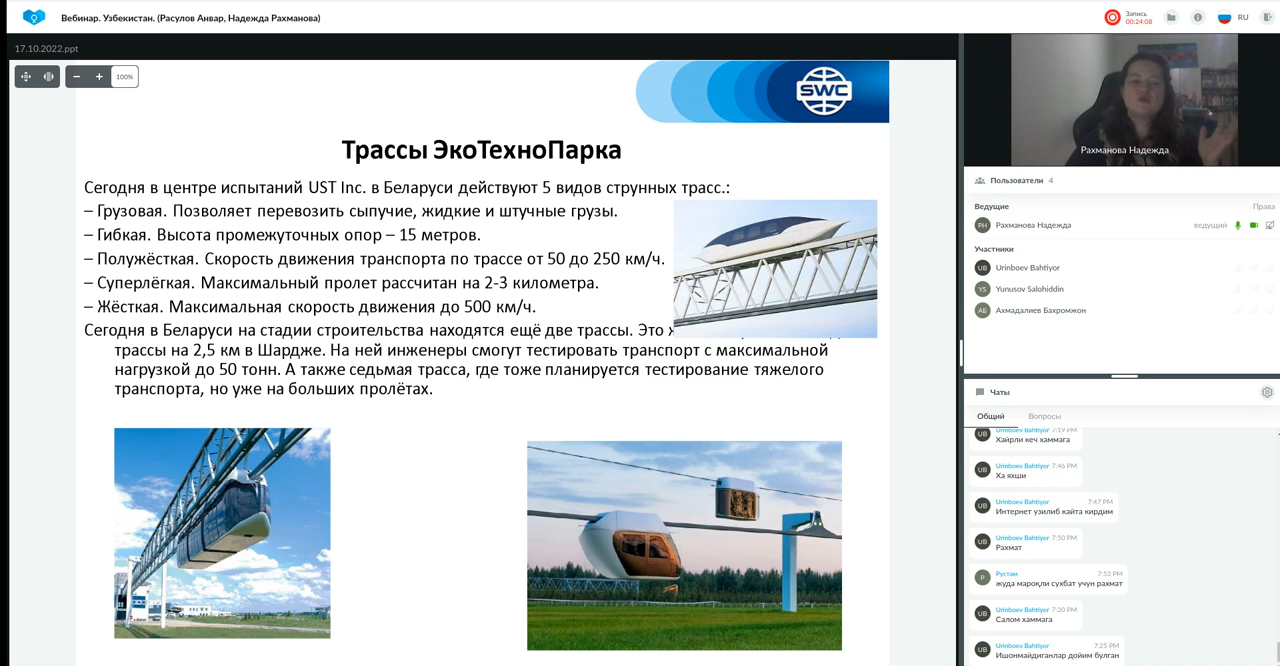 Вебинар. Узбекистан. (Расулов Анвар, Надежда Рахманова)
Запись
00:24:08
RU
17.10.2022.ppt
100%
SWC
Трассы ЭкоТехноПарка
Сегодня в центре испытаний UST Inc. в Беларуси действуют 5 видов струнных трасс.:
– Грузовая. Позволяет перевозить сыпучие, жидкие и штучные грузы.
– Гибкая. Высота промежуточных опор – 15 метров.
– Полужёсткая. Скорость движения транспорта по трассе от 50 до 250 км/ч.
– Суперлёгкая. Максимальный пролет рассчитан на 2-3 километра.
– Жёсткая. Максимальная скорость движения до 500 км/ч.
Сегодня в Беларуси на стадии строительства находятся ещё две трассы. Это
трассы на 2,5 км в Шардже. На ней инженеры смогут тестировать транспорт с максимальной
нагрузкой до 50 тонн. А также седьмая трасса, где тоже планируется тестирование тяжелого
транспорта, но уже на больших пролётах.
Рахманова Надежда
Пользователи 4
Ведущие Права
РН Рахманова Надежда ведущий
Участники
UB Urinboev Bahtiyor
YS Yunusov Salohiddin
АБ Ахмадалиев Бахромжон
Чаты
Общий Вопросы
UB Urinboev Bahtiyor 7:19 PM
Хайрли кеч хаммага
UB Urinboev Bahtiyor 7:46 PM
Ха яхши
UB Urinboev Bahtiyor 7:47 PM
Интернет узилиб кайта кирдим
UB Urinboev Bahtiyor 7:50 PM
Рахмат
Р Рустам 7:53 PM
жуда мароқли сухбат учун рахмат
UB Urinboev Bahtiyor 7:20 PM
Салом хаммага
UB Urinboev Bahtiyor 7:25 PM
Ишонмайдиганлар дойим булган